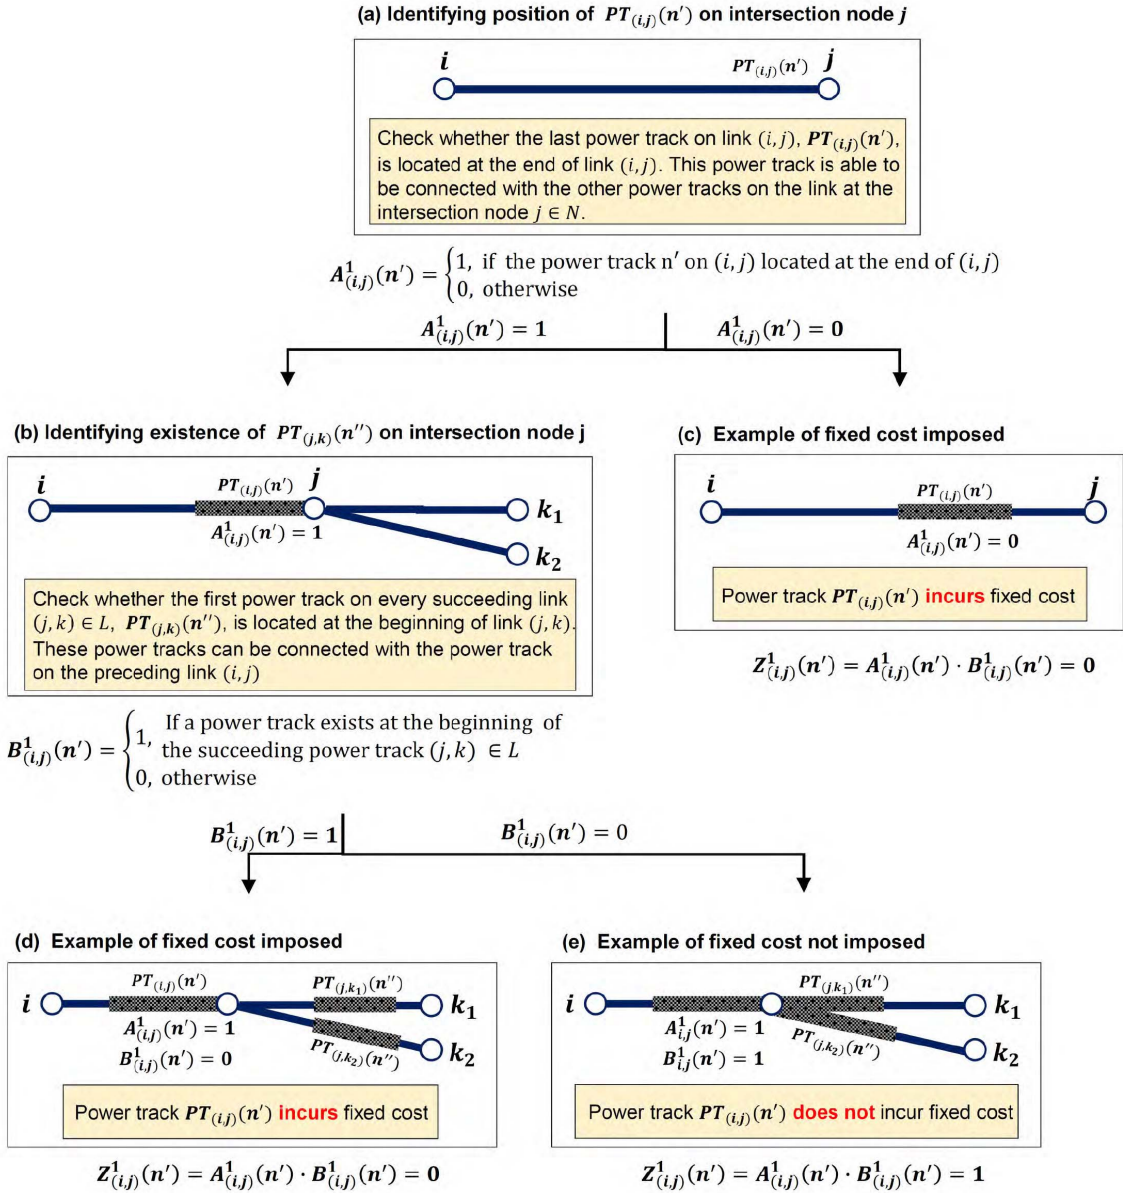 (a) Identifying position of PT₍ᵢ,ⱼ₎(n′) on intersection node j
i
PT₍ᵢ,ⱼ₎(n′)
j
Check whether the last power track on link (i, j), PT₍ᵢ,ⱼ₎(n′),
is located at the end of link (i, j). This power track is able to
be connected with the other power tracks on the link at the
intersection node j ∈ N.
A¹₍ᵢ,ⱼ₎(n′) = {1, if the power track n′ on (i, j) located at the end of (i, j)
0, otherwise
A¹₍ᵢ,ⱼ₎(n′) = 1
A¹₍ᵢ,ⱼ₎(n′) = 0
(b) Identifying existence of PT₍ⱼ,ₖ₎(n′′) on intersection node j
i
PT₍ᵢ,ⱼ₎(n′)
j
A¹₍ᵢ,ⱼ₎(n′) = 1
k₁
k₂
Check whether the first power track on every succeeding link
(j, k) ∈ L, PT₍ⱼ,ₖ₎(n′′), is located at the beginning of link (j, k).
These power tracks can be connected with the power track
on the preceding link (i, j)
B¹₍ᵢ,ⱼ₎(n′) = {1, If a power track exists at the beginning of
the succeeding power track (j, k) ∈ L
0, otherwise
(c) Example of fixed cost imposed
i
PT₍ᵢ,ⱼ₎(n′)
j
A¹₍ᵢ,ⱼ₎(n′) = 0
Power track PT₍ᵢ,ⱼ₎(n′) incurs fixed cost
Z¹₍ᵢ,ⱼ₎(n′) = A¹₍ᵢ,ⱼ₎(n′) · B¹₍ᵢ,ⱼ₎(n′) = 0
B¹₍ᵢ,ⱼ₎(n′) = 1
B¹₍ᵢ,ⱼ₎(n′) = 0
(d) Example of fixed cost imposed
i
PT₍ᵢ,ⱼ₎(n′)
PT₍ⱼ,ₖ₁₎(n′′)
k₁
A¹₍ᵢ,ⱼ₎(n′) = 1
B¹₍ᵢ,ⱼ₎(n′) = 0
PT₍ⱼ,ₖ₂₎(n′′)
k₂
Power track PT₍ᵢ,ⱼ₎(n′) incurs fixed cost
Z¹₍ᵢ,ⱼ₎(n′) = A¹₍ᵢ,ⱼ₎(n′) · B¹₍ᵢ,ⱼ₎(n′) = 0
(e) Example of fixed cost not imposed
i
PT₍ⱼ,ₖ₁₎(n′′)
k₁
A¹ᵢ,ⱼ₎(n′) = 1
B¹ᵢ,ⱼ₎(n′) = 1
PT₍ⱼ,ₖ₂₎(n′′)
k₂
Power track PT₍ᵢ,ⱼ₎(n′) does not incur fixed cost
Z¹₍ᵢ,ⱼ₎(n′) = A¹₍ᵢ,ⱼ₎(n′) · B¹₍ᵢ,ⱼ₎(n′) = 1